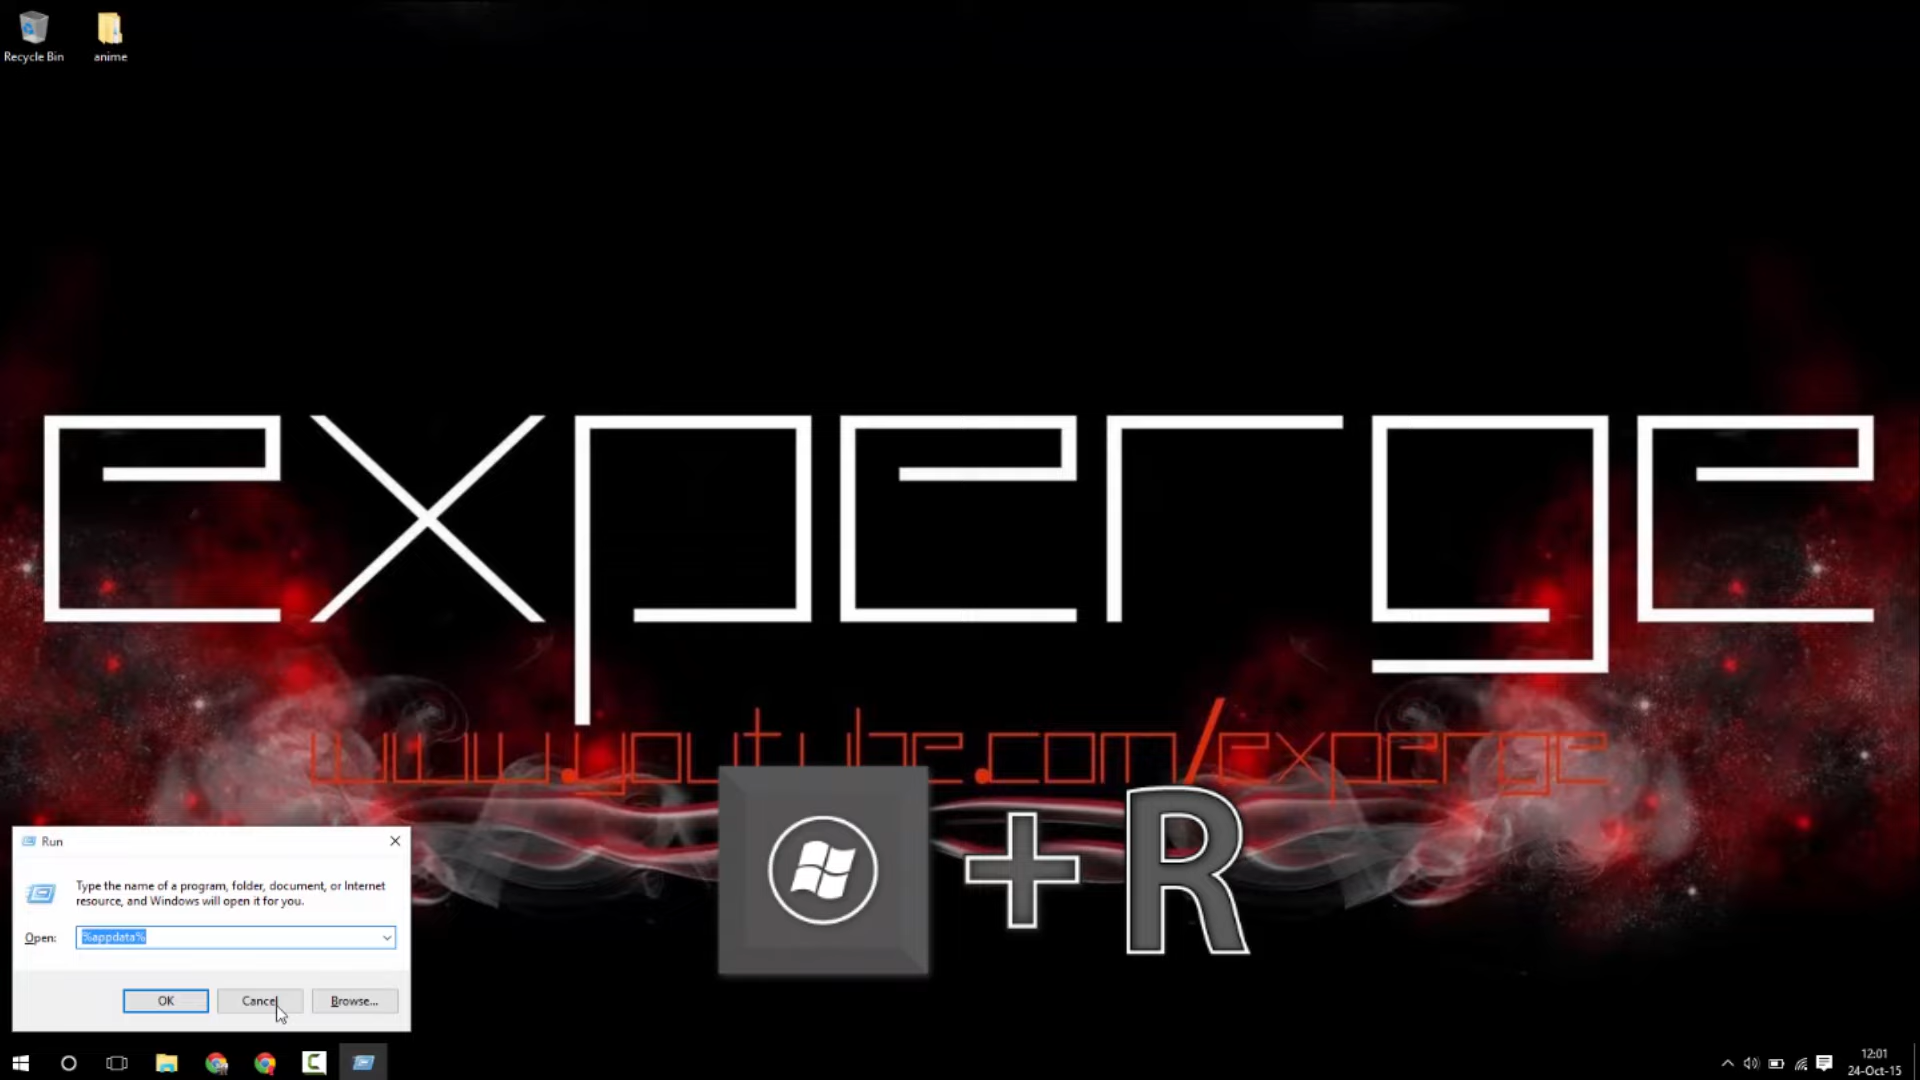 Recycle Bin
anime
experge
www.youtube.com/experge
+ R
Run
Type the name of a program, folder, document, or Internet
resource, and Windows will open it for you.
Open:
%appdata%
OK
Cancel
Browse...
12:01
24-Oct-15